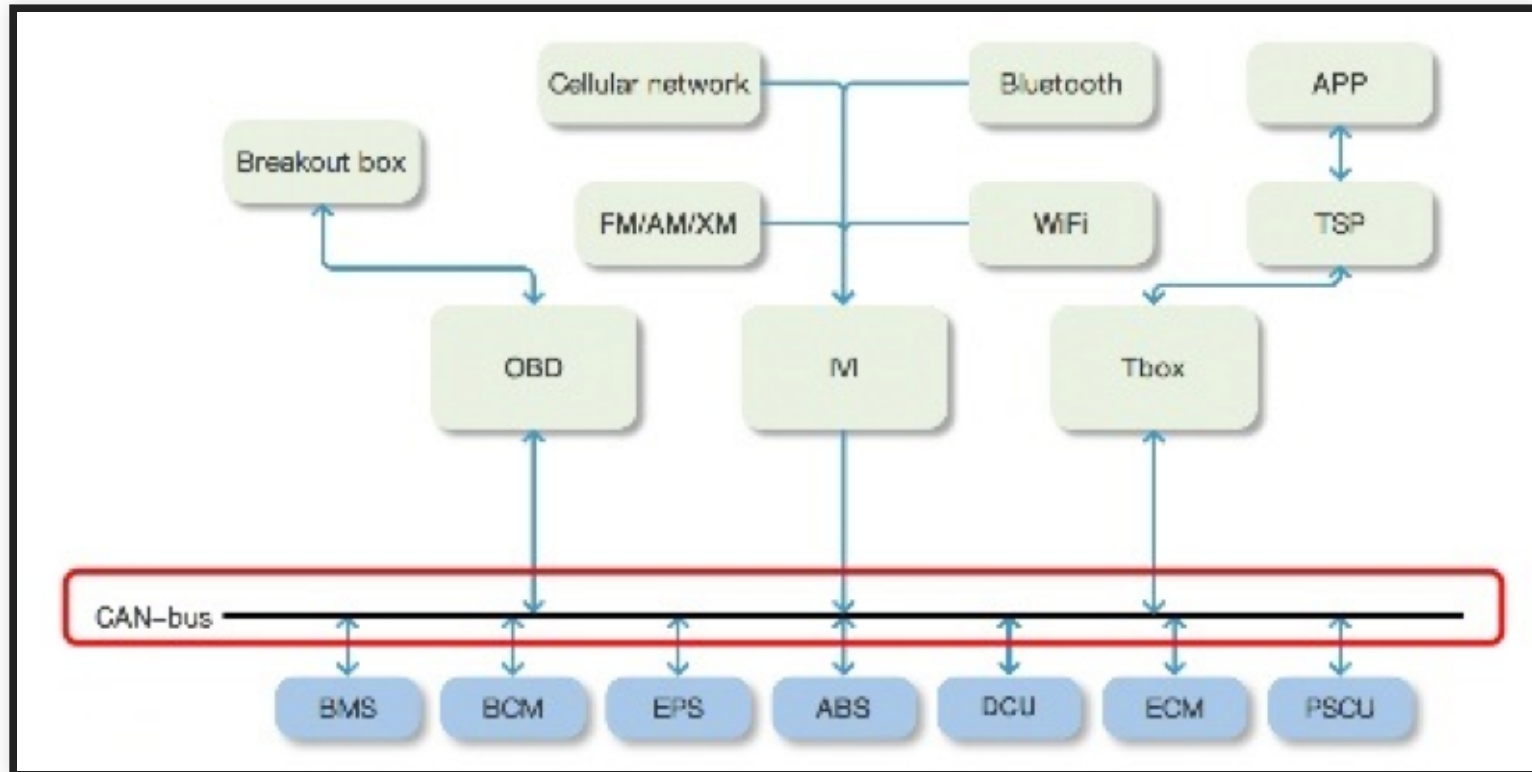 Cellular network
Bluetooth
APP
Breakout box
FM/AM/XM
WiFi
TSP
OBD
IVI
Tbox
CAN-bus
BMS
BCM
EPS
ABS
DCU
ECM
PSCU